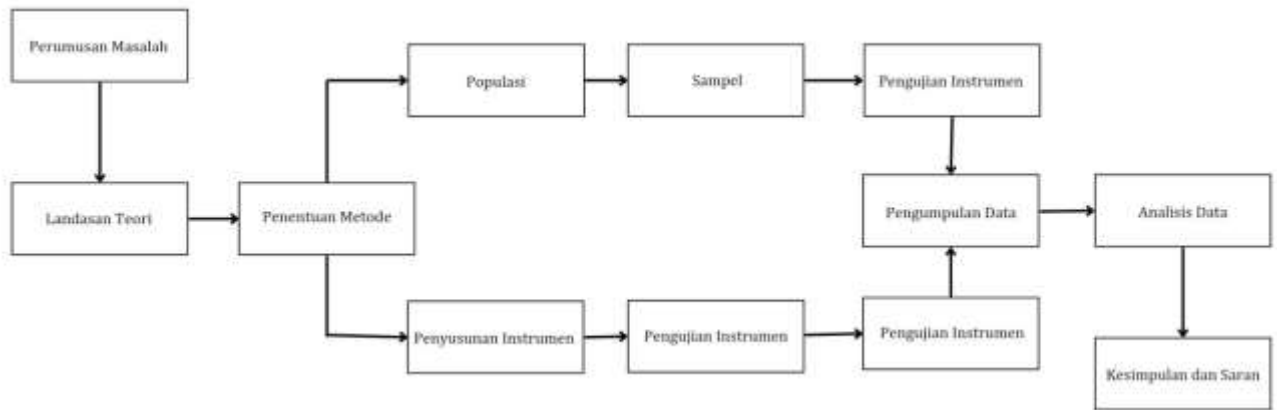 Perumusan Masalah
Landasan Teori
Penentuan Metode
Populasi
Sampel
Pengujian Instrumen
Penyusunan Instrumen
Pengujian Instrumen
Pengujian Instrumen
Pengumpulan Data
Analisis Data
Kesimpulan dan Saran